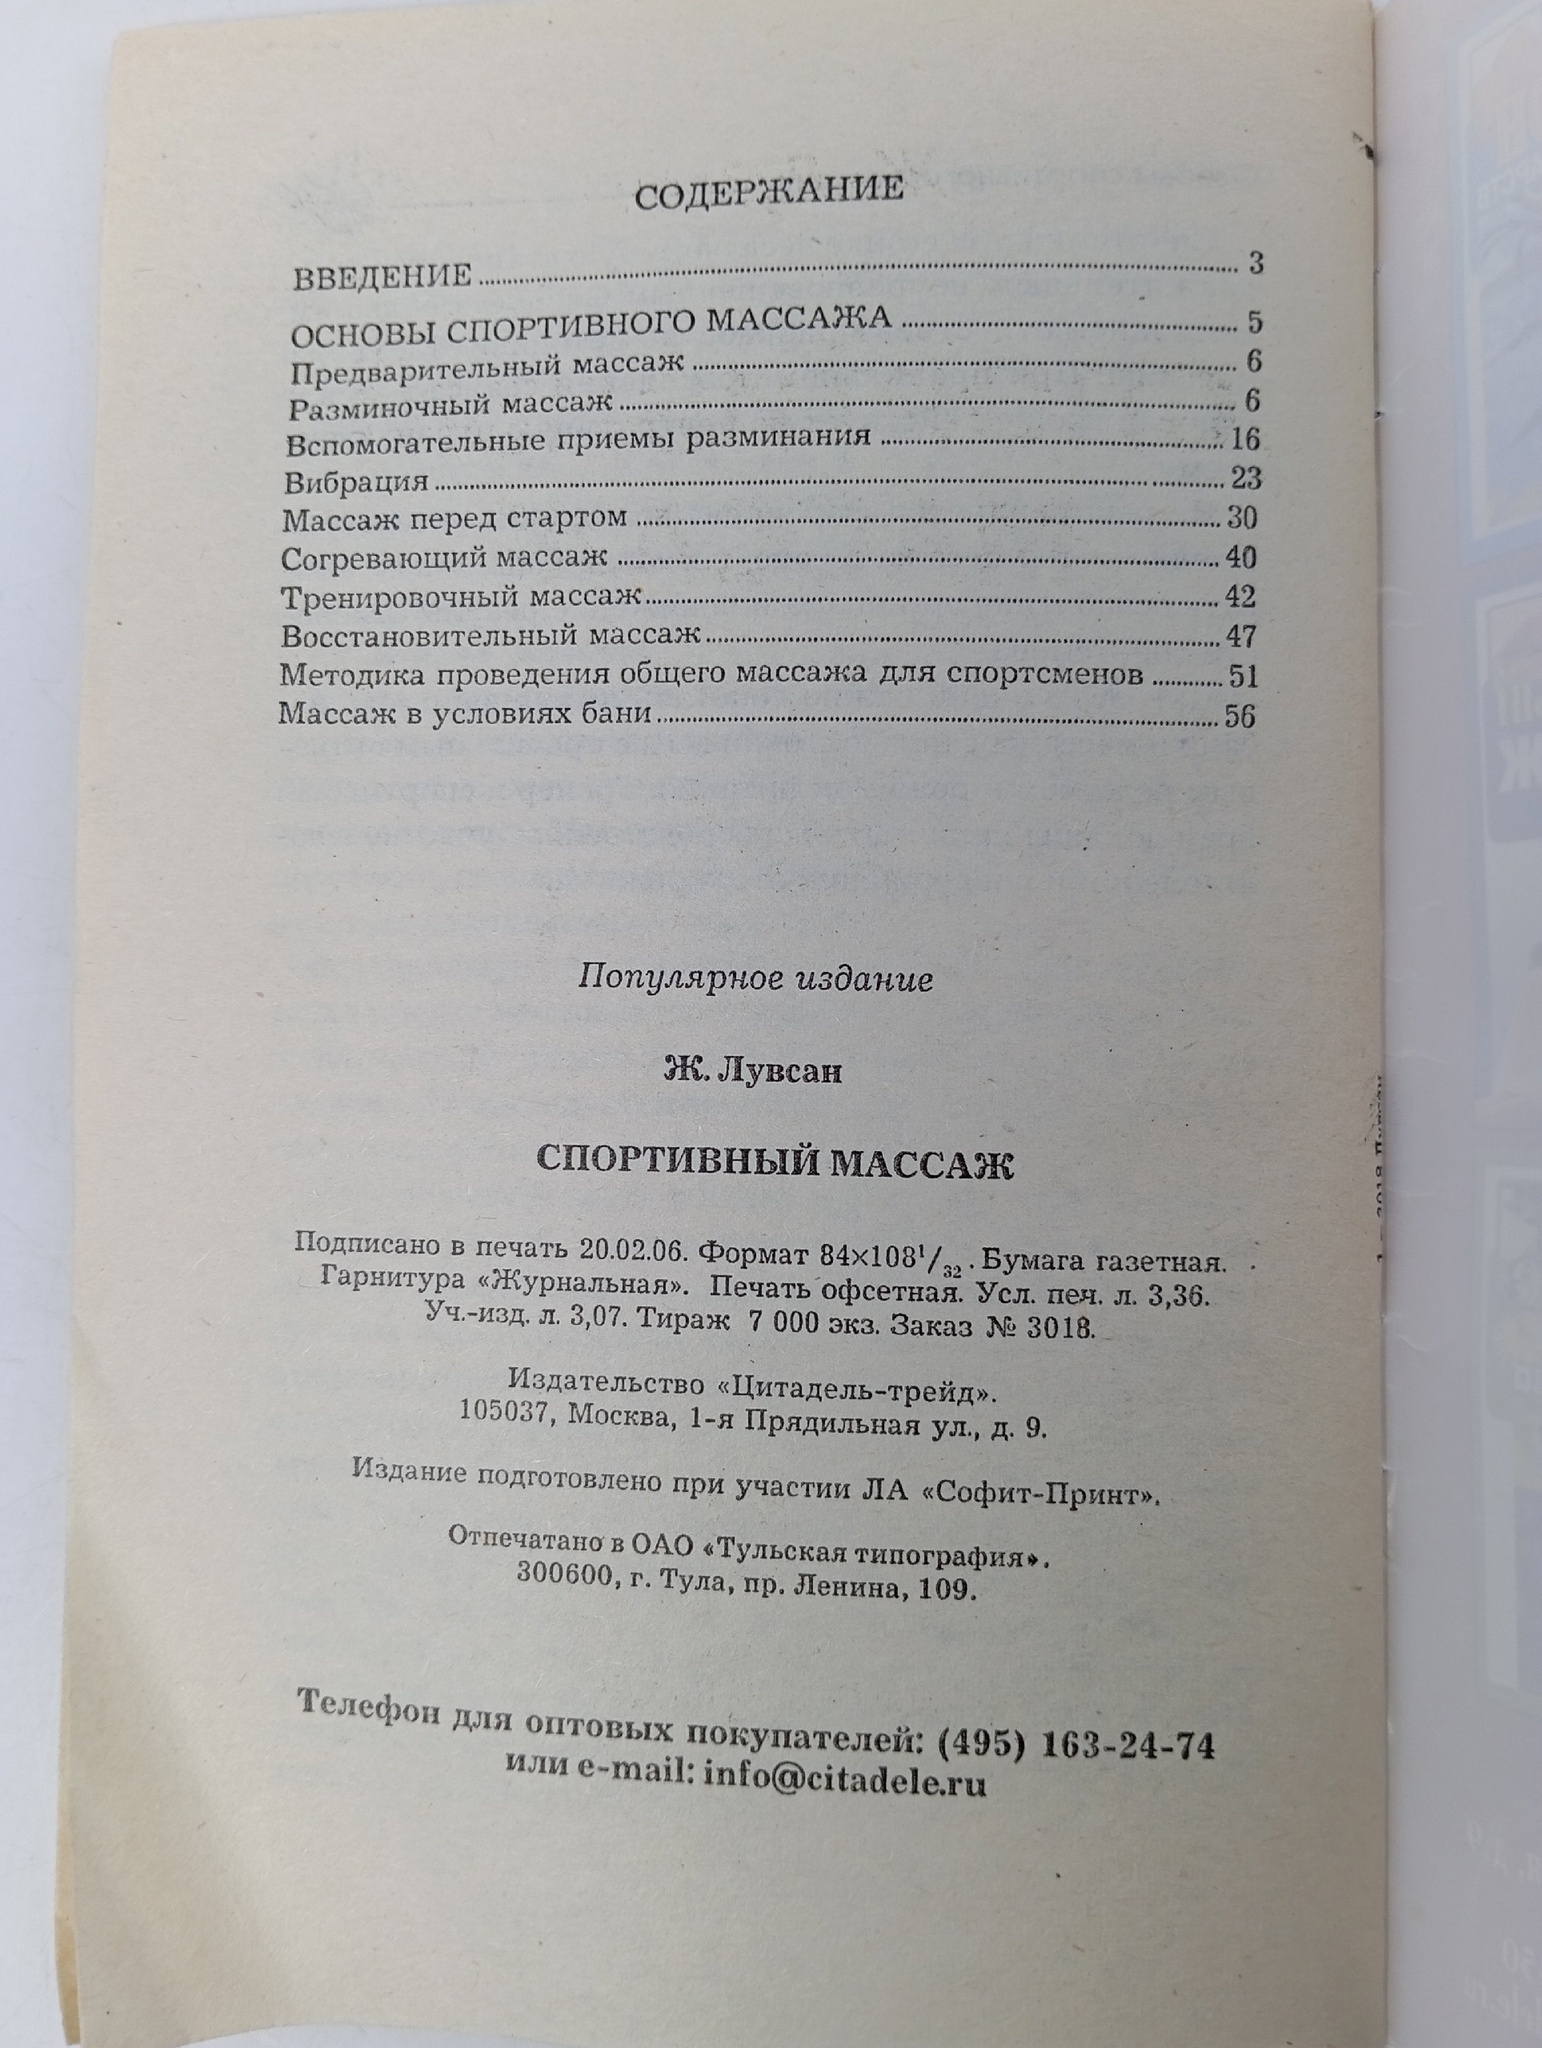 СОДЕРЖАНИЕ
ВВЕДЕНИЕ 3
ОСНОВЫ СПОРТИВНОГО МАССАЖА 5
Предварительный массаж 6
Разминочный массаж 6
Вспомогательные приемы разминания 16
Вибрация 23
Массаж перед стартом 30
Согревающий массаж 40
Тренировочный массаж 42
Восстановительный массаж 47
Методика проведения общего массажа для спортсменов 51
Массаж в условиях бани 56
Популярное издание
Ж. Лувсан
СПОРТИВНЫЙ МАССАЖ
Подписано в печать 20.02.06. Формат 84×108¹/₃₂. Бумага газетная.
Гарнитура «Журнальная». Печать офсетная. Усл. печ. л. 3,36.
Уч.-изд. л. 3,07. Тираж 7 000 экз. Заказ № 3018.
Издательство «Цитадель-трейд».
105037, Москва, 1-я Прядильная ул., д. 9.
Издание подготовлено при участии ЛА «Софит-Принт».
Отпечатано в ОАО «Тульская типография».
300600, г. Тула, пр. Ленина, 109.
Телефон для оптовых покупателей: (495) 163-24-74
или e-mail: info@citadele.ru